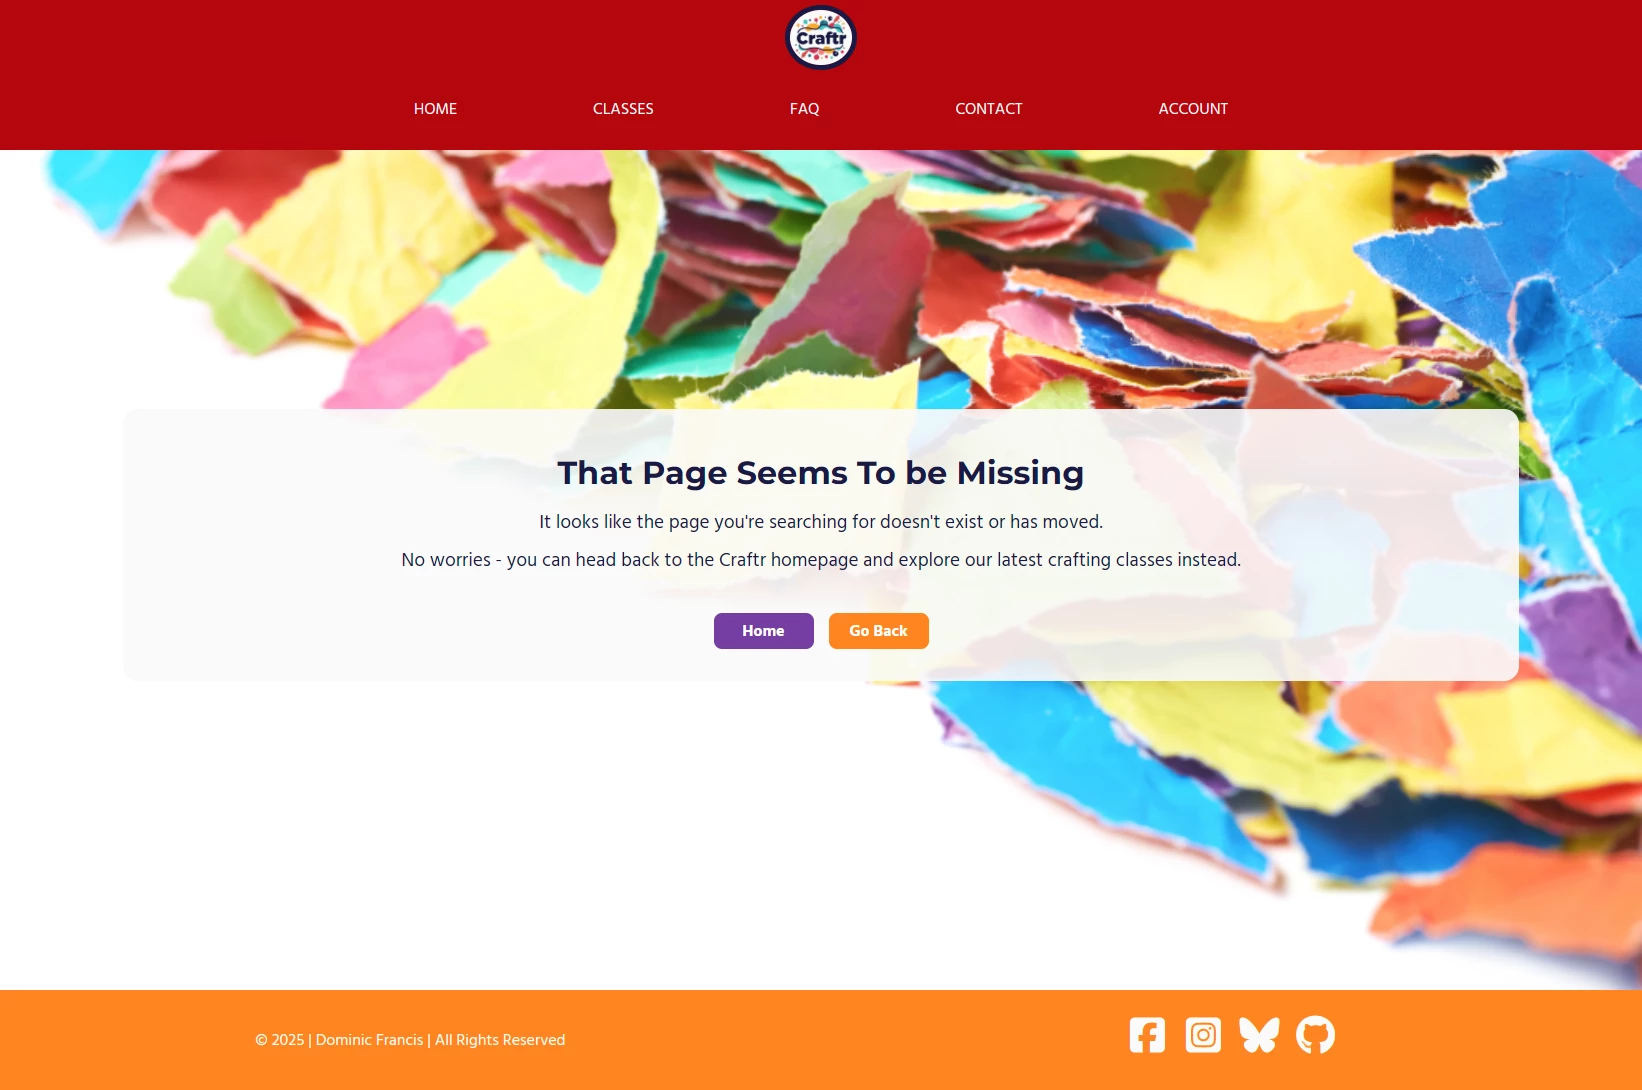 Craftr
HOME CLASSES FAQ CONTACT ACCOUNT
That Page Seems To be Missing
It looks like the page you're searching for doesn't exist or has moved.
No worries - you can head back to the Craftr homepage and explore our latest crafting classes instead.
Home Go Back
© 2025 | Dominic Francis | All Rights Reserved